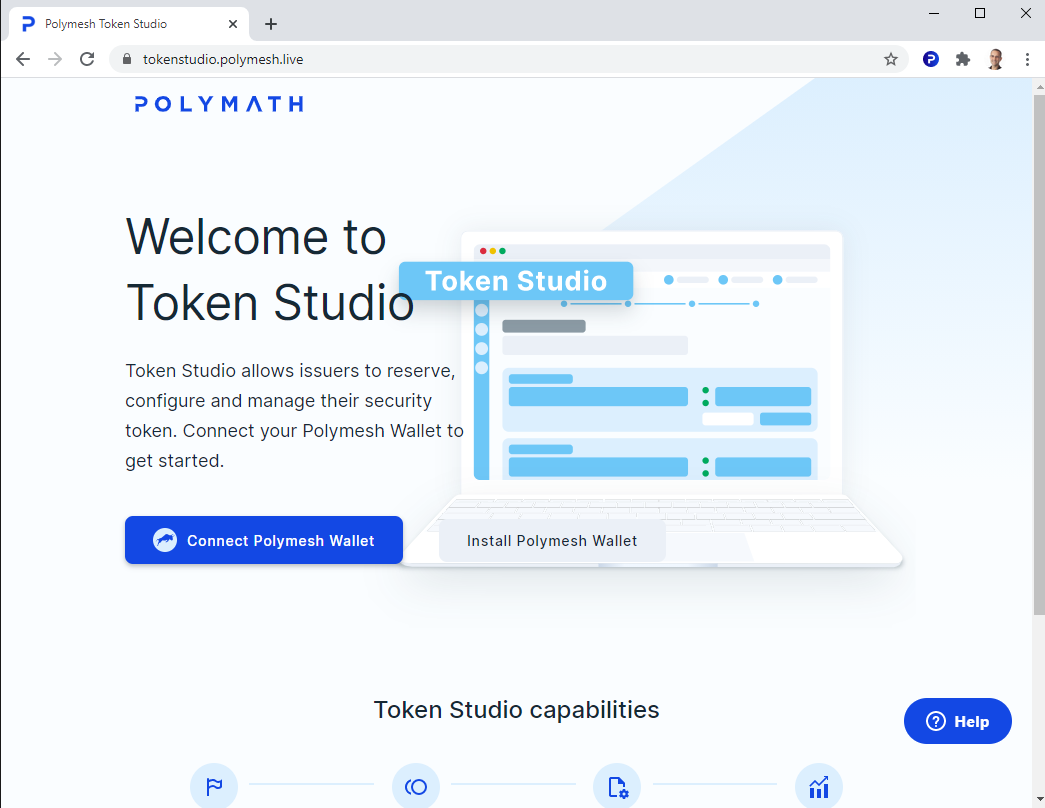 Polymesh Token Studio
tokenstudio.polymesh.live
POLYMATH
Welcome to
Token Studio
Token Studio
Token Studio allows issuers to reserve,
configure and manage their security
token. Connect your Polymesh Wallet to
get started.
Connect Polymesh Wallet
Install Polymesh Wallet
Token Studio capabilities
Help